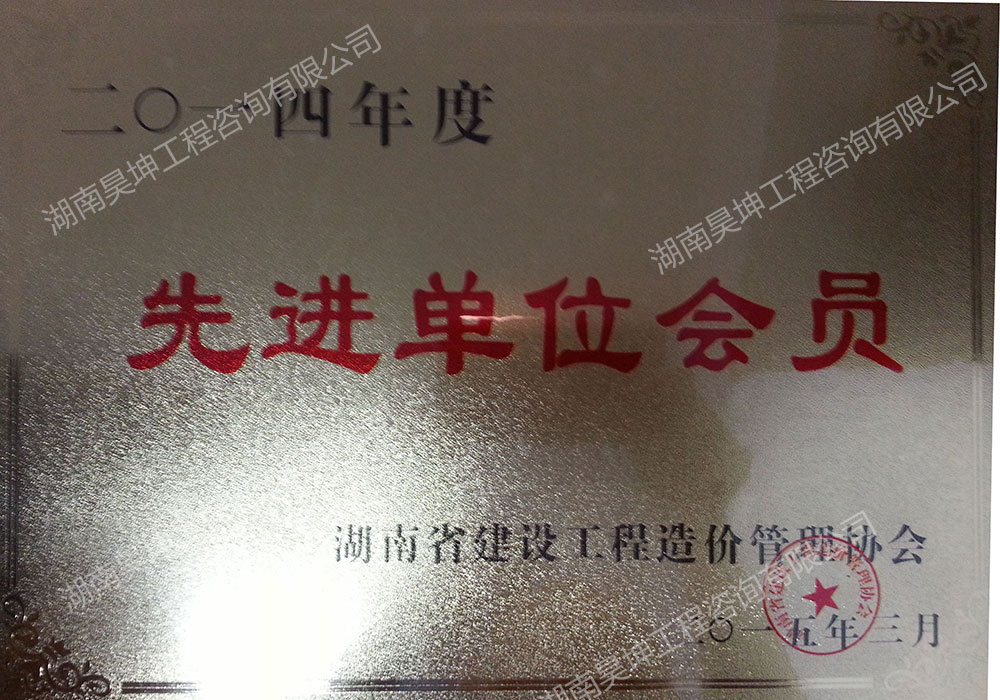 二〇一四年度
先进单位会员
湖南省建设工程造价管理协会
二〇一五年三月
湖南昊坤工程咨询有限公司
湖南昊坤工程咨询有限公司
湖南昊坤工程咨询有限公司